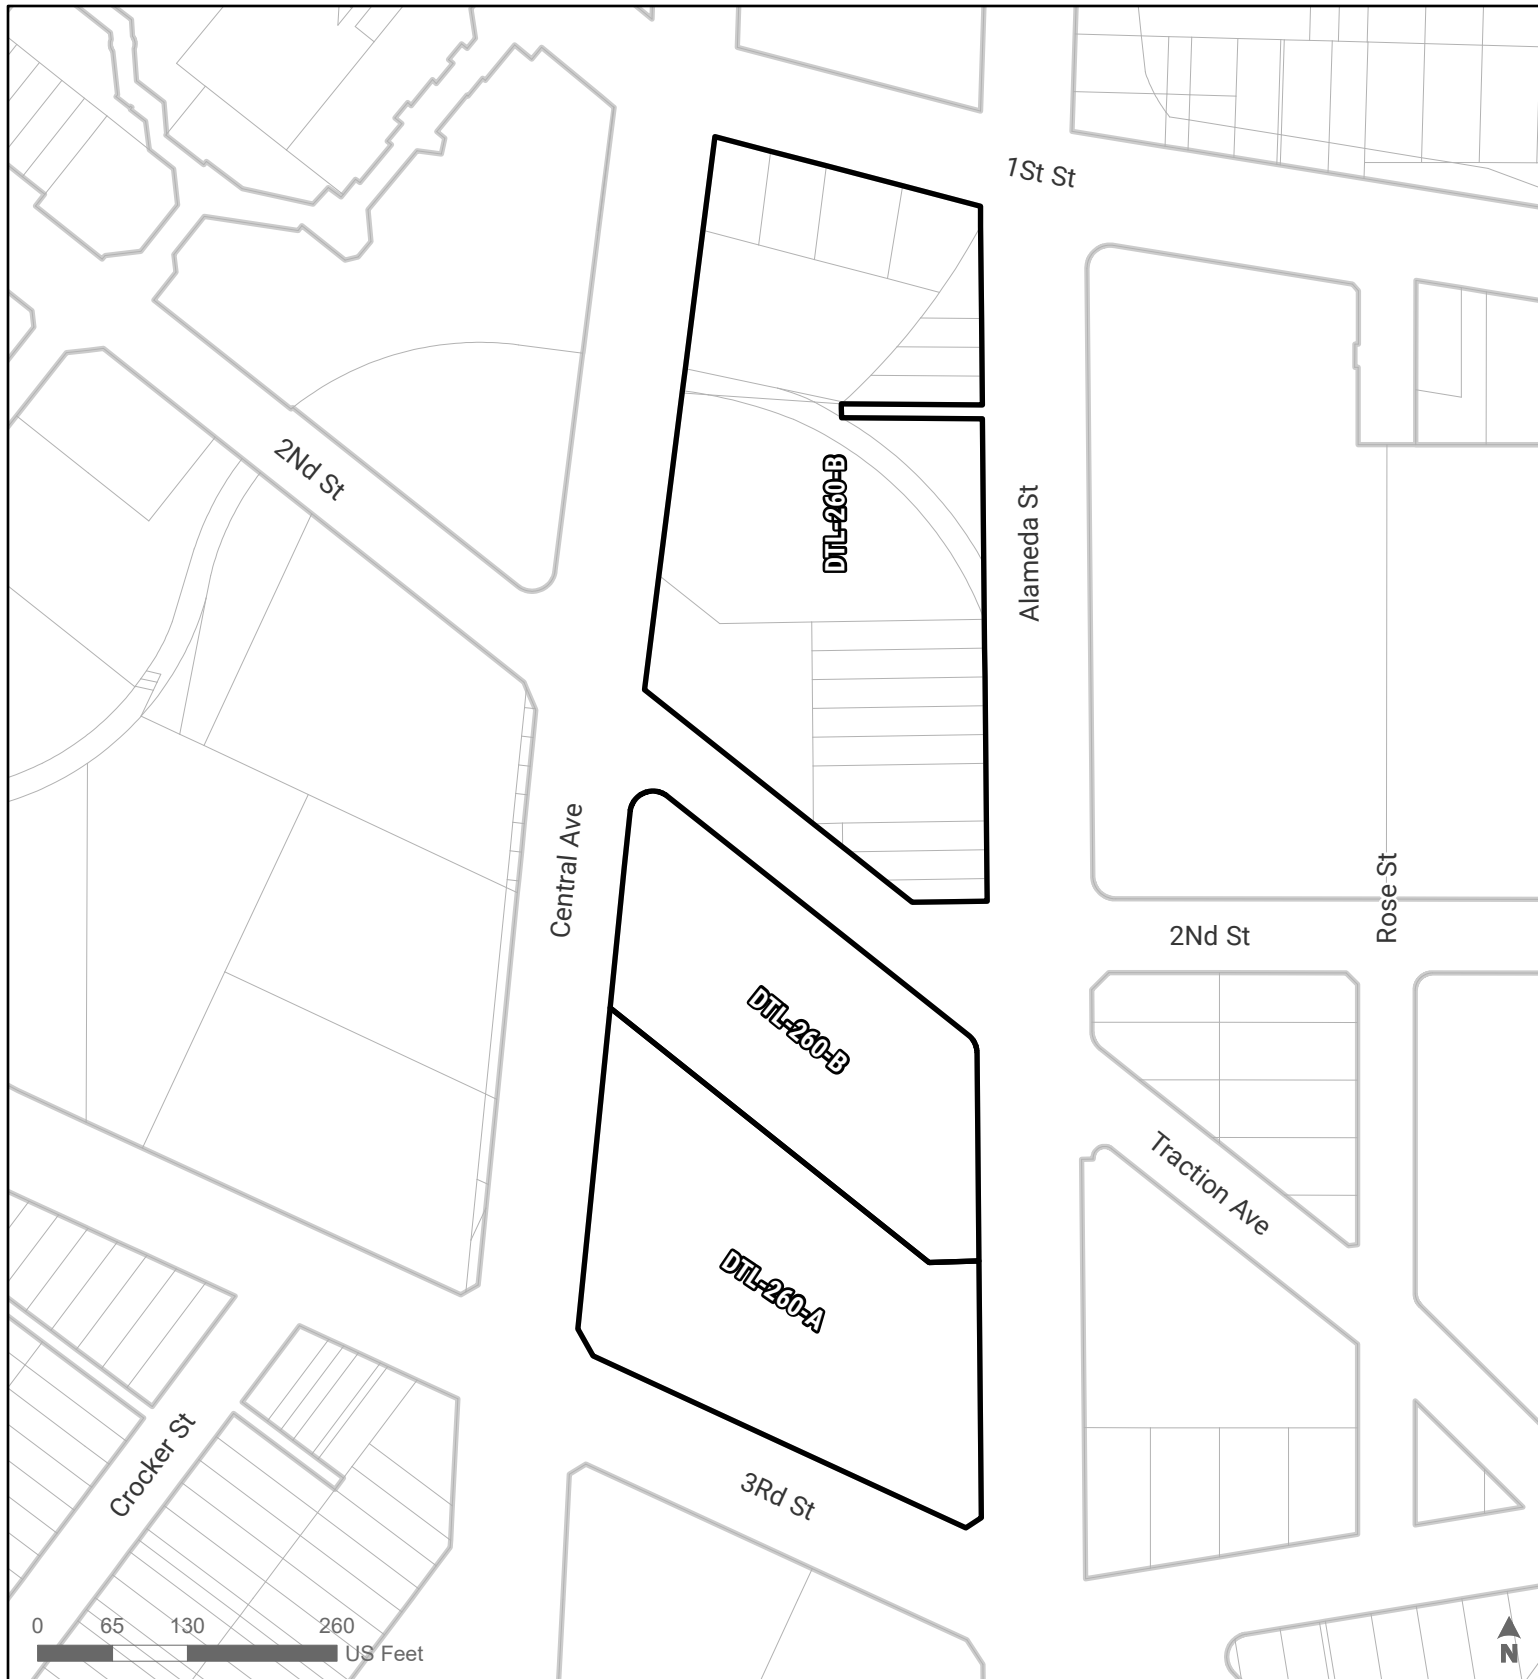 1St St
2Nd St
DTL-260-B
Alameda St
Central Ave
Rose St
2Nd St
DTL-260-B
Traction Ave
DTL-260-A
Crocker St
3Rd St
0 65 130 260
US Feet
N